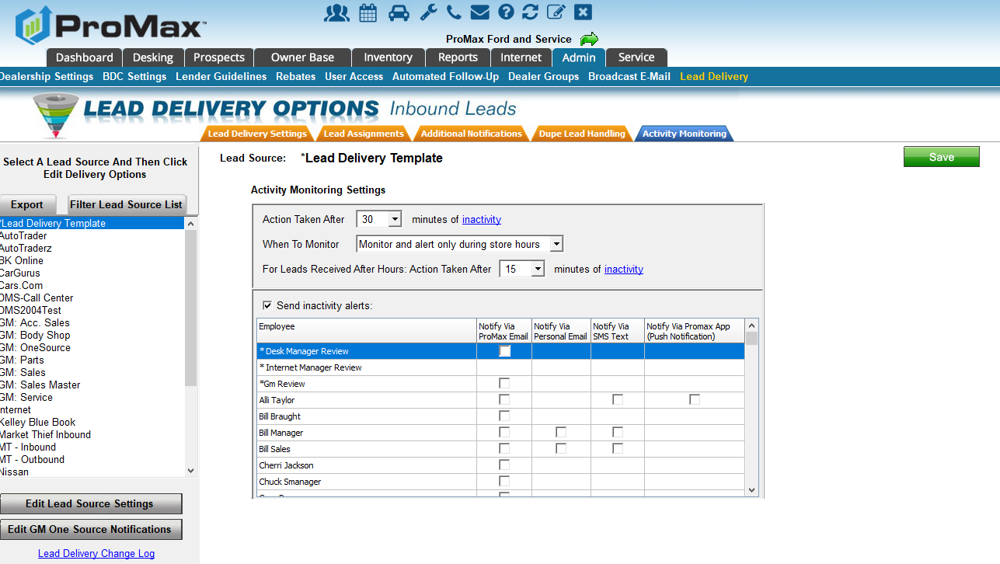 ProMax™
ProMax Ford and Service
Dashboard Desking Prospects Owner Base Inventory Reports Internet Admin Service
Dealership Settings BDC Settings Lender Guidelines Rebates User Access Automated Follow-Up Dealer Groups Broadcast E-Mail Lead Delivery
LEAD DELIVERY OPTIONS Inbound Leads
Lead Delivery Settings Lead Assignments Additional Notifications Dupe Lead Handling Activity Monitoring
Select A Lead Source And Then Click
Edit Delivery Options
Export Filter Lead Source List
*Lead Delivery Template
AutoTrader
AutoTraderz
BK Online
CarGurus
Cars.Com
DMS-Call Center
DMS2004Test
GM: Acc. Sales
GM: Body Shop
GM: OneSource
GM: Parts
GM: Sales
GM: Sales Master
GM: Service
Internet
Kelley Blue Book
Market Thief Inbound
MT - Inbound
MT - Outbound
Nissan
Edit Lead Source Settings
Edit GM One Source Notifications
Lead Delivery Change Log
Lead Source: *Lead Delivery Template
Save
Activity Monitoring Settings
Action Taken After 30 minutes of inactivity
When To Monitor Monitor and alert only during store hours
For Leads Received After Hours: Action Taken After 15 minutes of inactivity
Send inactivity alerts:
Employee Notify Via ProMax Email Notify Via Personal Email Notify Via SMS Text Notify Via Promax App (Push Notification)
* Desk Manager Review
* Internet Manager Review
*Gm Review
Alli Taylor
Bill Braught
Bill Manager
Bill Sales
Cherri Jackson
Chuck Smanager